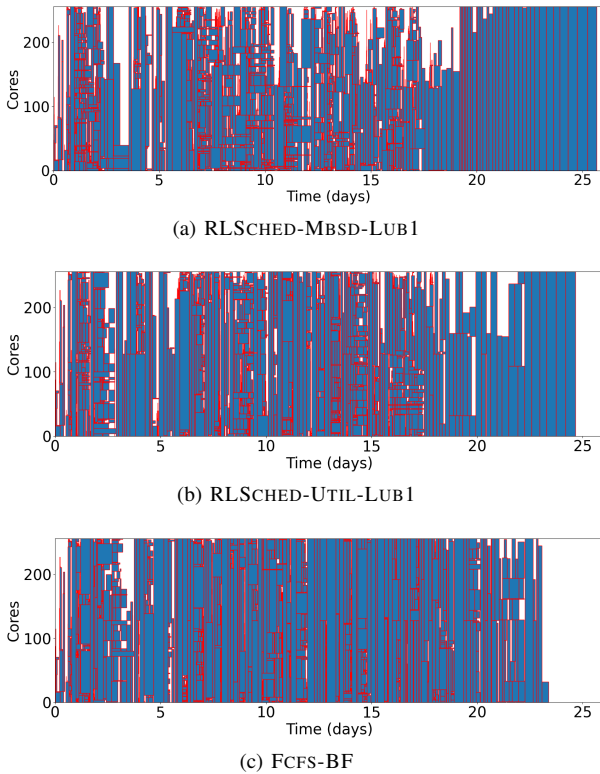 200
Cores
100
0
0 5 10 15 20 25
Time (days)
(a) RLSCHED-MBSD-LUB1
200
Cores
100
0
0 5 10 15 20 25
Time (days)
(b) RLSCHED-UTIL-LUB1
200
Cores
100
0
0 5 10 15 20 25
Time (days)
(c) FCFS-BF